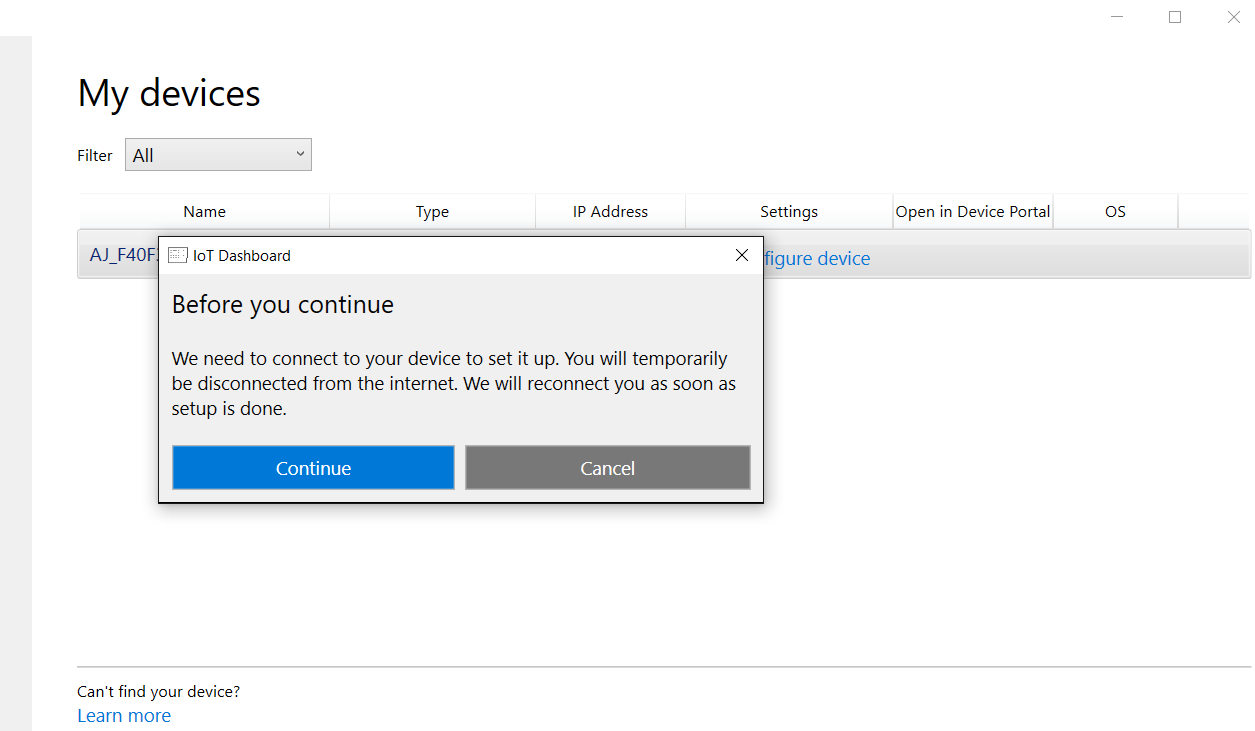 My devices
Filter All
Name Type IP Address Settings Open in Device Portal OS
IoT Dashboard
figure device
Before you continue
We need to connect to your device to set it up. You will temporarily
be disconnected from the internet. We will reconnect you as soon as
setup is done.
Continue Cancel
Can't find your device?
Learn more